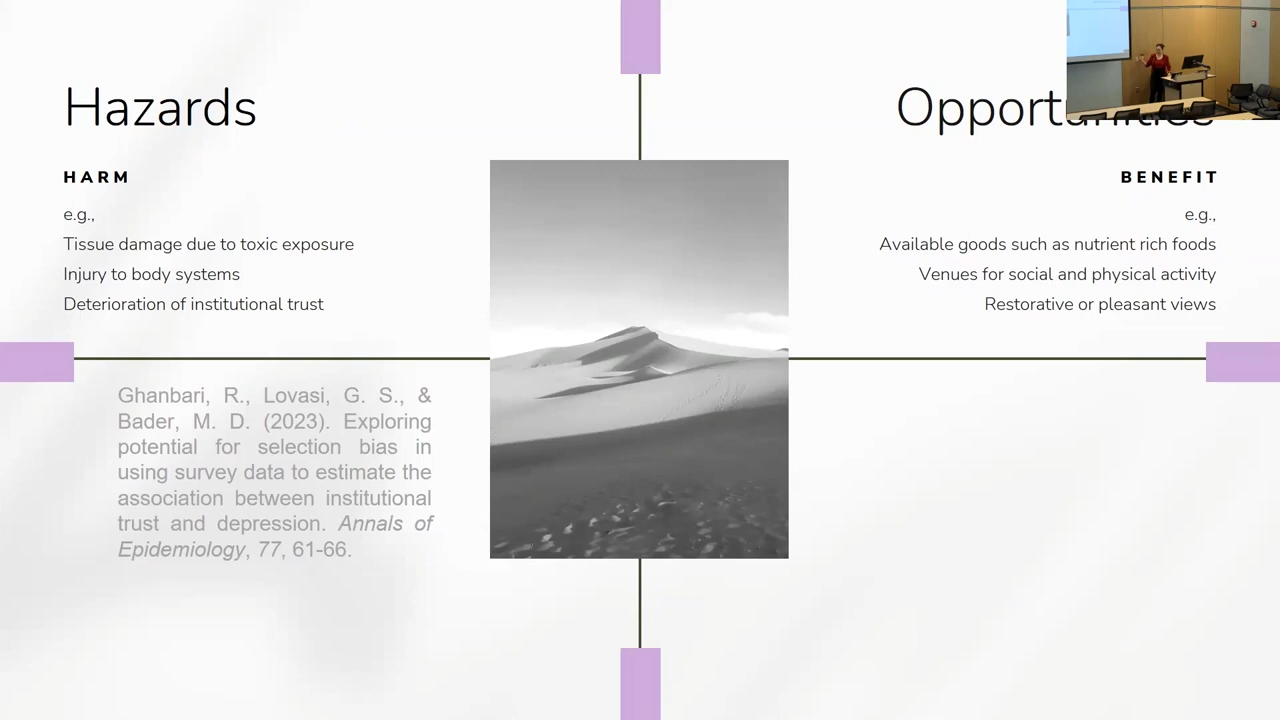 Hazards
HARM
e.g.,
Tissue damage due to toxic exposure
Injury to body systems
Deterioration of institutional trust
Ghanbari, R., Lovasi, G. S., &
Bader, M. D. (2023). Exploring
potential for selection bias in
using survey data to estimate the
association between institutional
trust and depression. Annals of
Epidemiology, 77, 61-66.
Opportunities
BENEFIT
e.g.,
Available goods such as nutrient rich foods
Venues for social and physical activity
Restorative or pleasant views